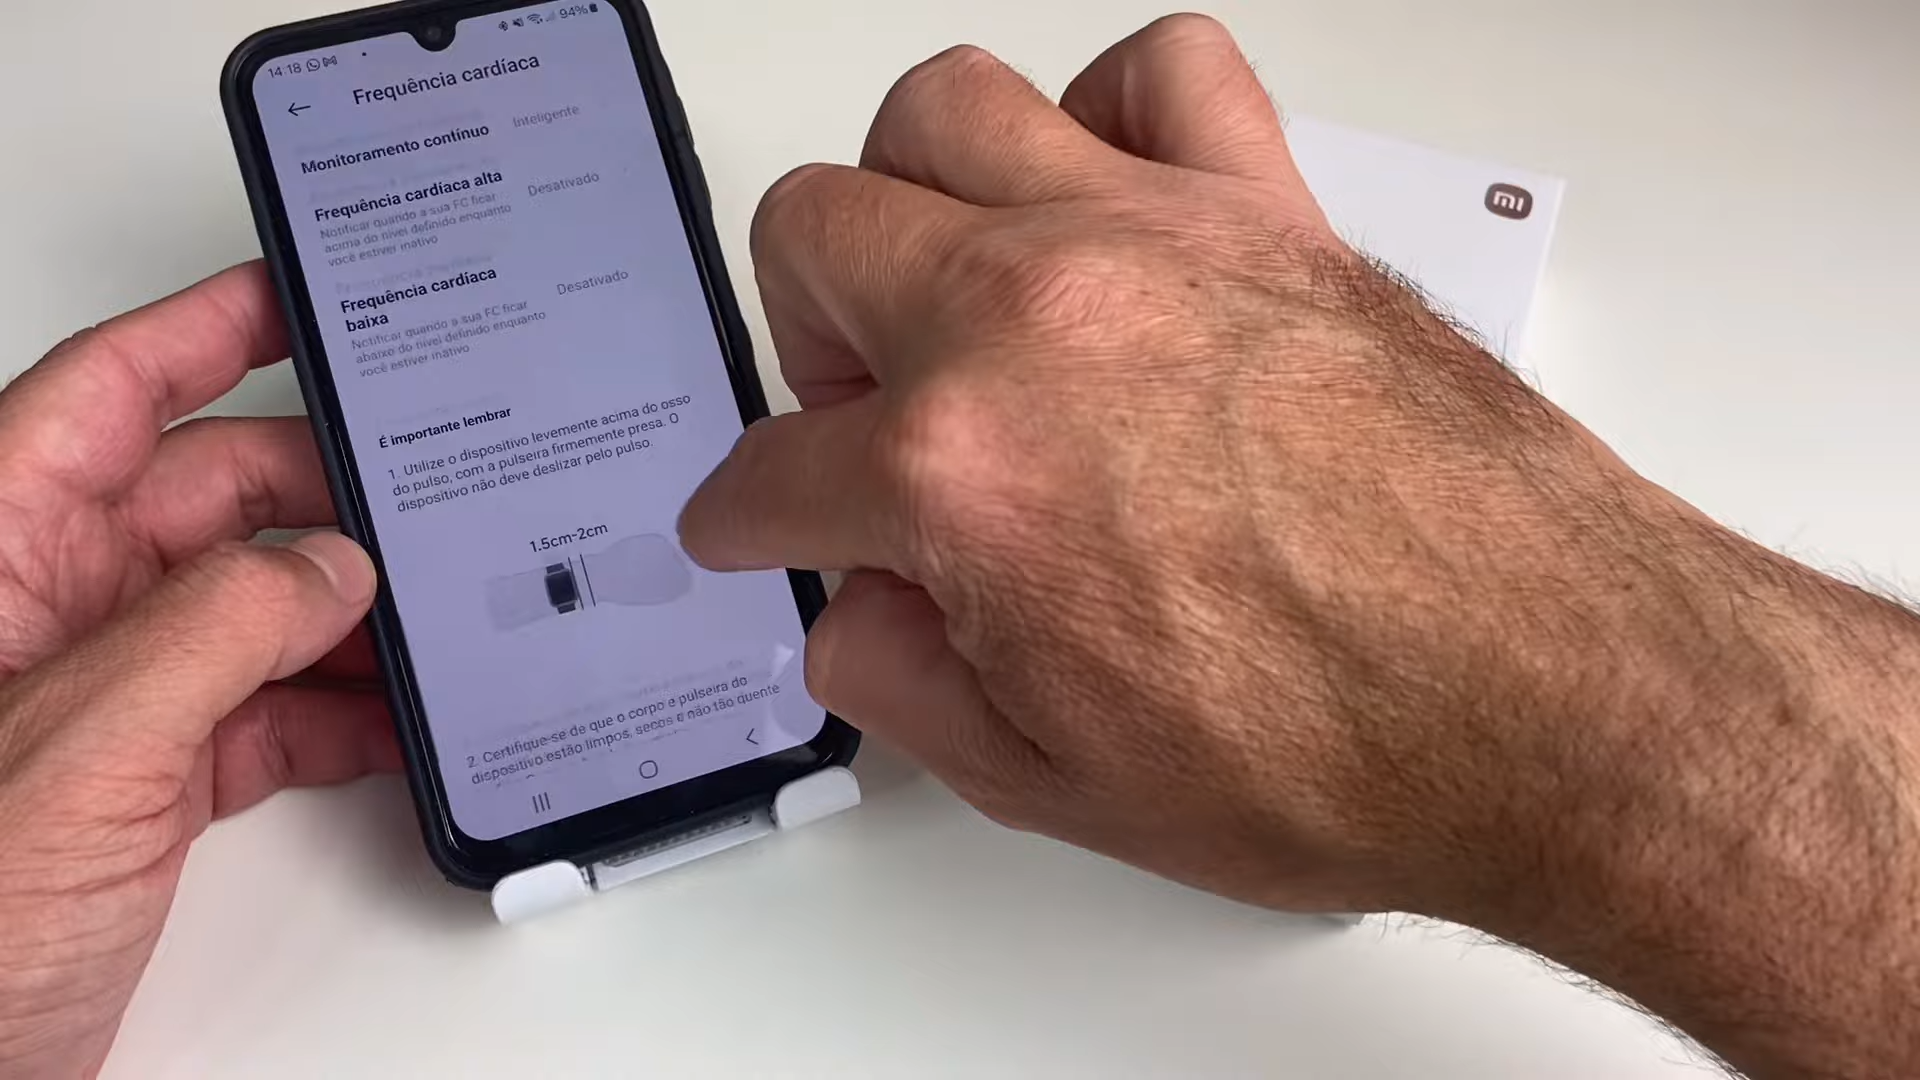 14:18
94%
Frequência cardíaca
Monitoramento contínuo
Inteligente
Frequência cardíaca alta
Notificar quando a sua FC ficar
acima do nível definido enquanto
você estiver inativo
Desativado
Frequência cardíaca
baixa
Notificar quando a sua FC ficar
abaixo do nível definido enquanto
você estiver inativo
Desativado
É importante lembrar
1. Utilize o dispositivo levemente acima do osso
do pulso, com a pulseira firmemente presa. O
dispositivo não deve deslizar pelo pulso.
1.5cm-2cm
2. Certifique-se de que o corpo e pulseira do
dispositivo estão limpos, secos e não tão quente
mi